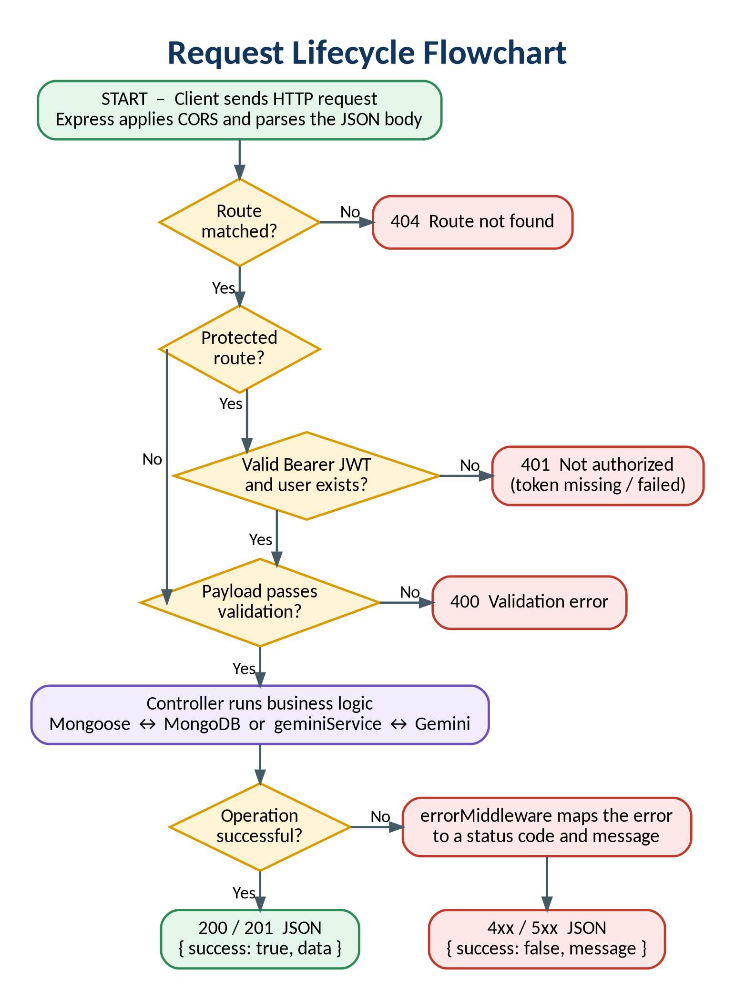 Request Lifecycle Flowchart
START – Client sends HTTP request
Express applies CORS and parses the JSON body
Route
matched?
No
404 Route not found
Yes
Protected
route?
Yes
No
Valid Bearer JWT
and user exists?
No
401 Not authorized
(token missing / failed)
Yes
Payload passes
validation?
No
400 Validation error
Yes
Controller runs business logic
Mongoose ↔ MongoDB or geminiService ↔ Gemini
Operation
successful?
No
errorMiddleware maps the error
to a status code and message
Yes
200 / 201 JSON
{ success: true, data }
4xx / 5xx JSON
{ success: false, message }